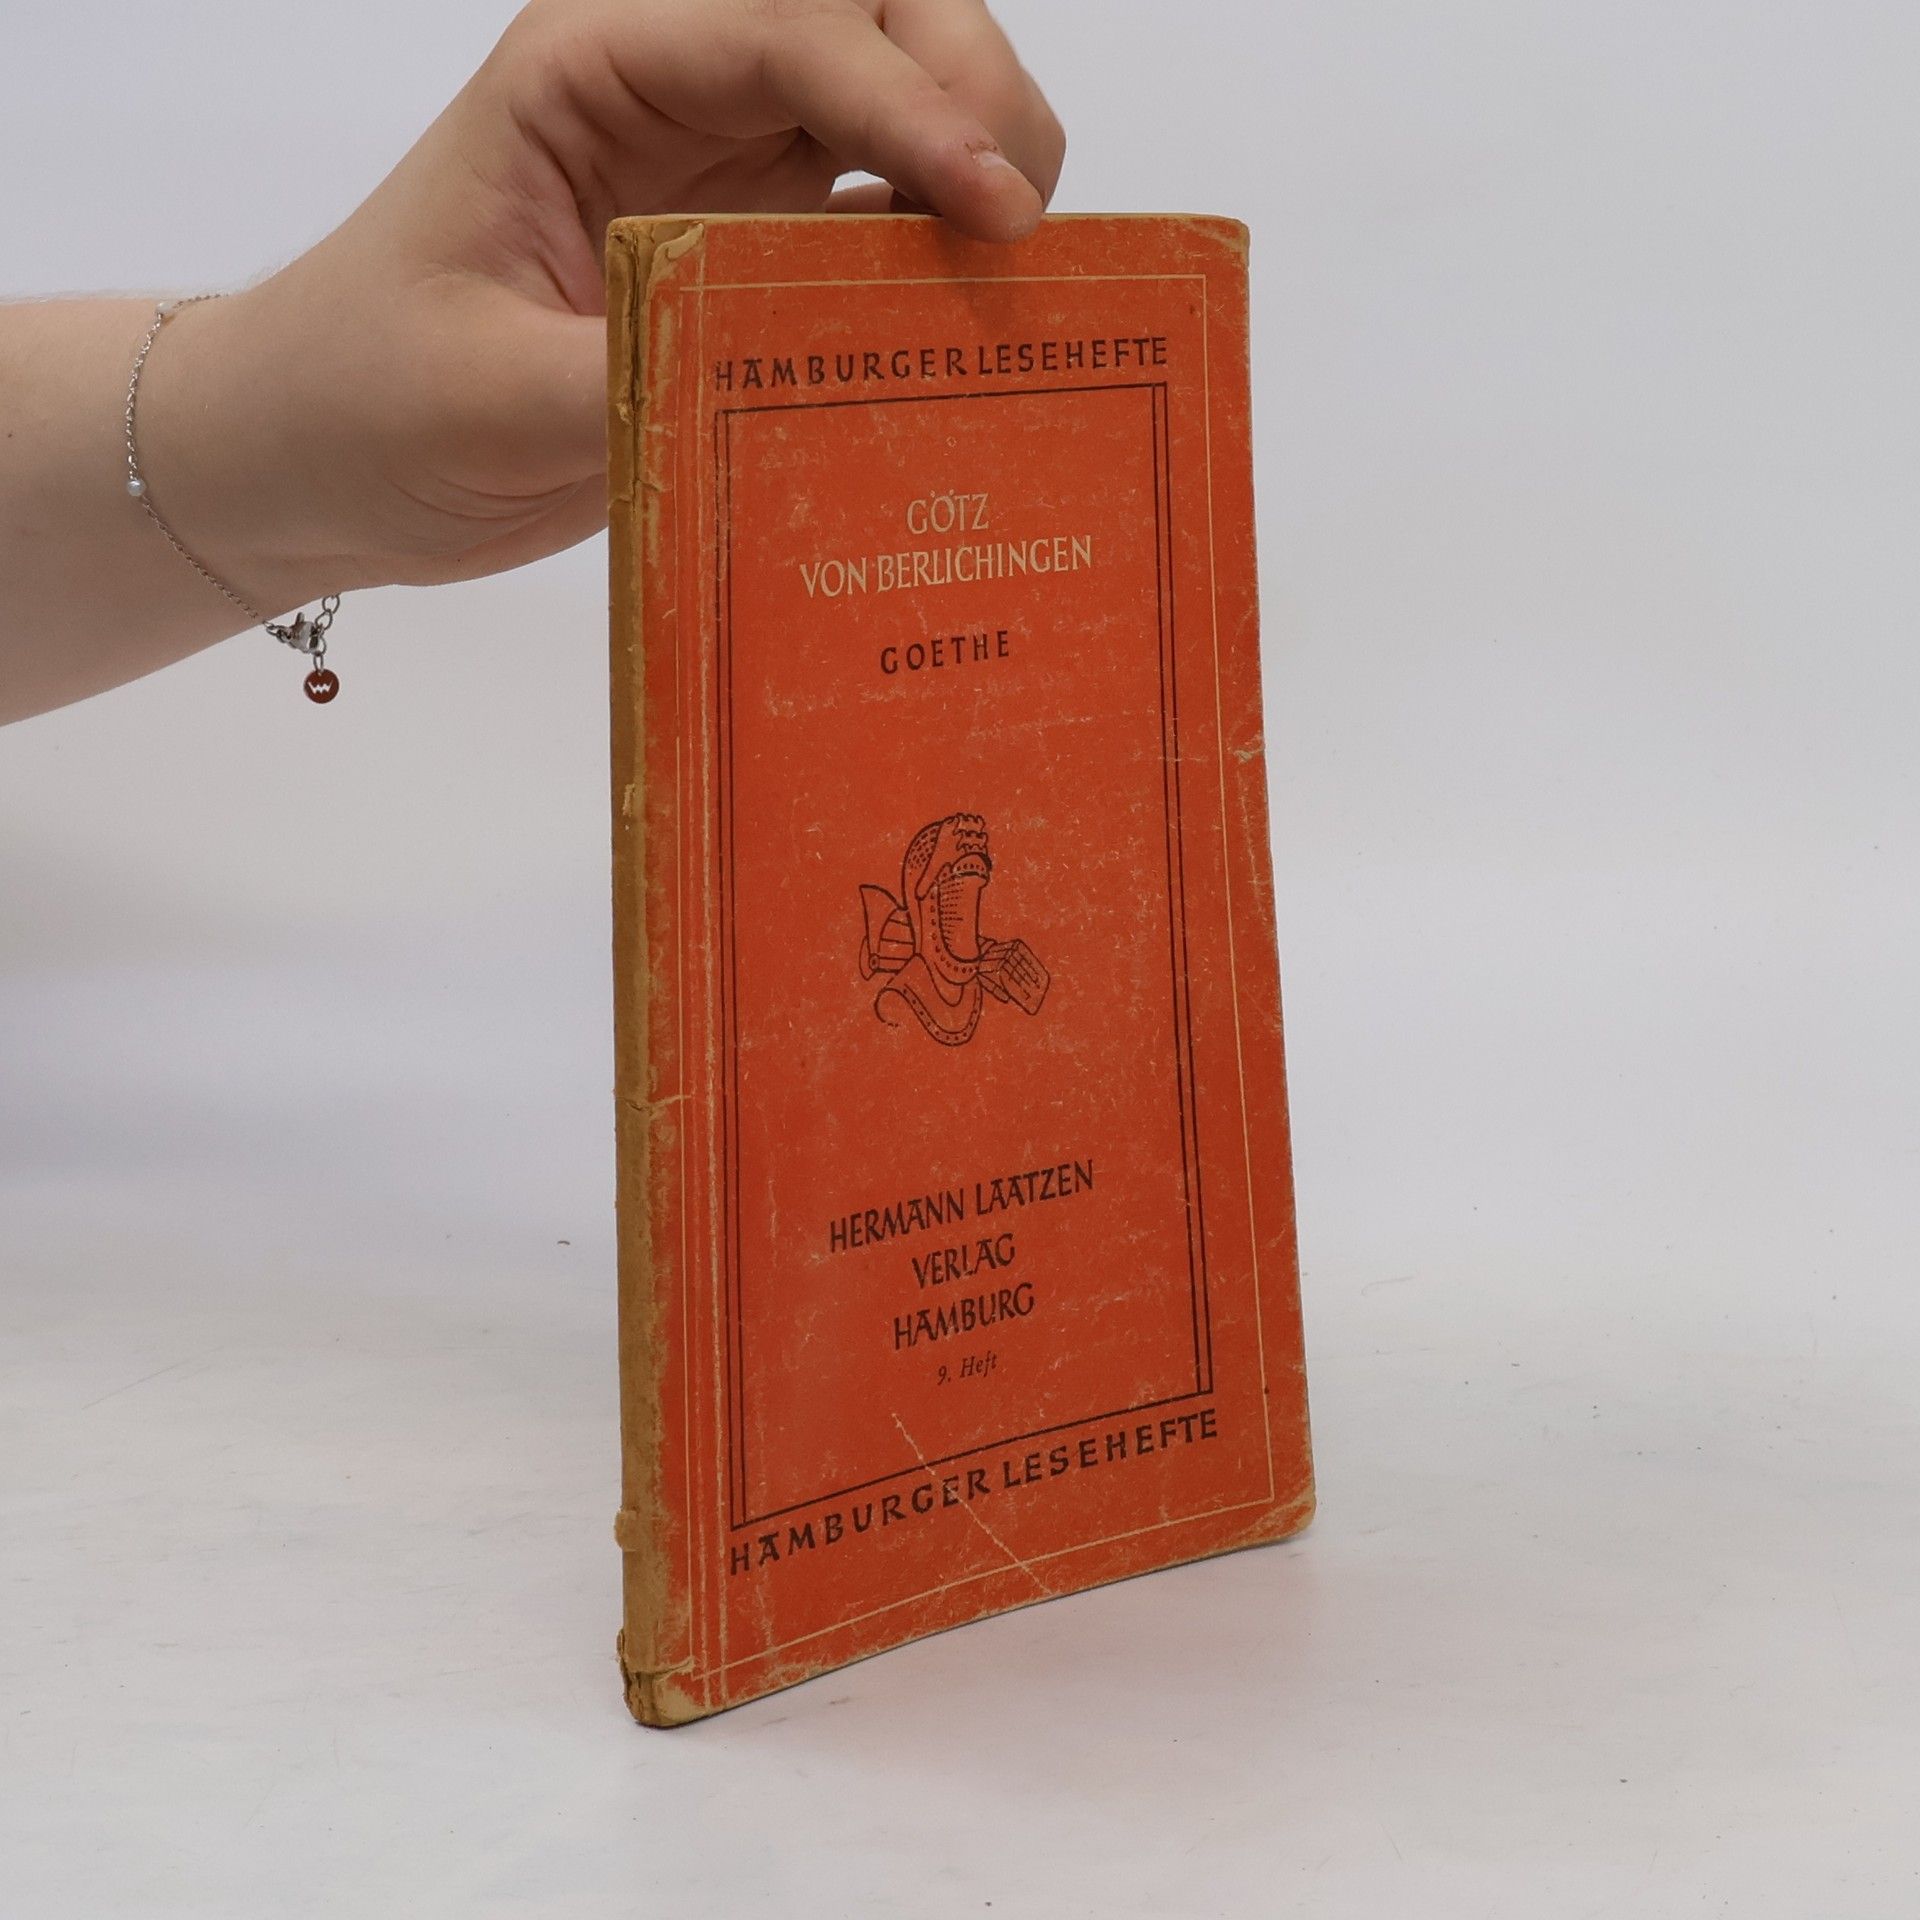 HAMBURGER LESEHEFTE
GÖTZ
VON BERLICHINGEN
GOETHE
HERMANN LAATZEN
VERLAG
HAMBURG
9. Heft
HAMBURGER LESEHEFTE